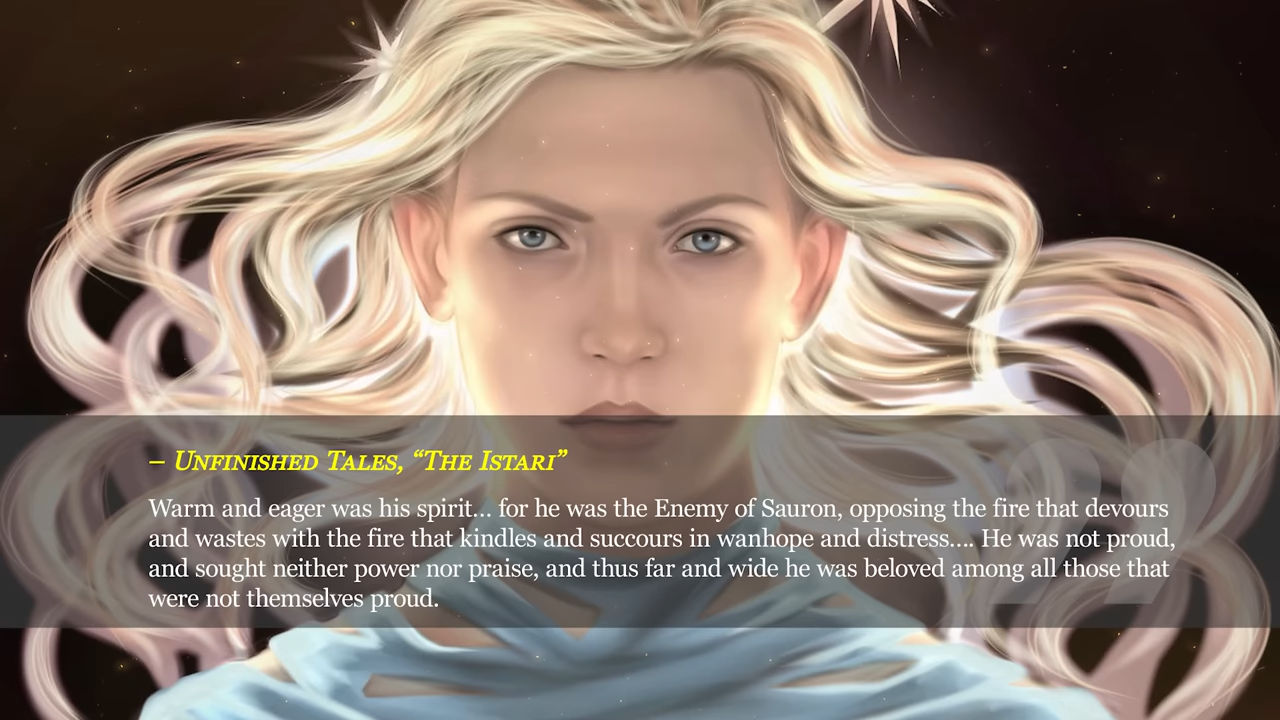 – Unfinished Tales, “The Istari”
Warm and eager was his spirit... for he was the Enemy of Sauron, opposing the fire that devours
and wastes with the fire that kindles and succours in wanhope and distress.... He was not proud,
and sought neither power nor praise, and thus far and wide he was beloved among all those that
were not themselves proud.